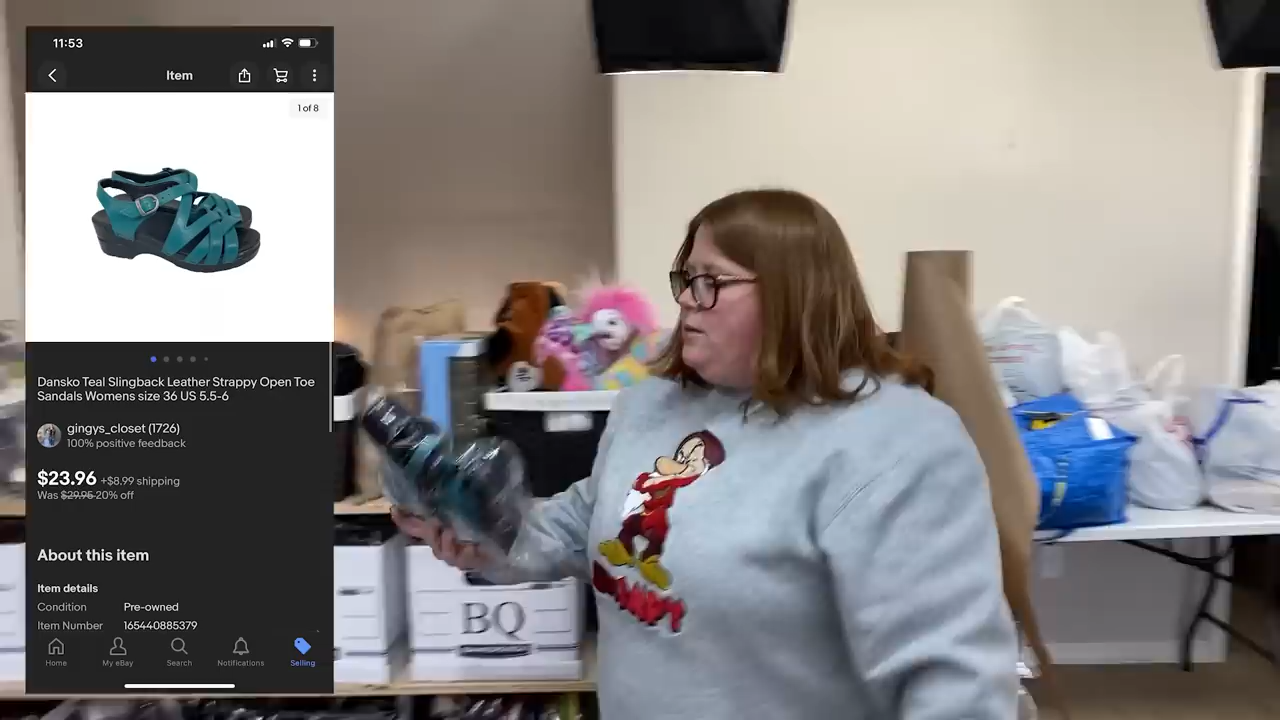 11:53
Item
1 of 8
Dansko Teal Slingback Leather Strappy Open Toe
Sandals Womens size 36 US 5.5-6
gingys_closet (1726)
100% positive feedback
$23.96 +$8.99 shipping
Was $29.95 20% off
About this item
Item details
Condition Pre-owned
Item Number 165440885379
Home
My eBay
Search
Notifications
Selling
BQ